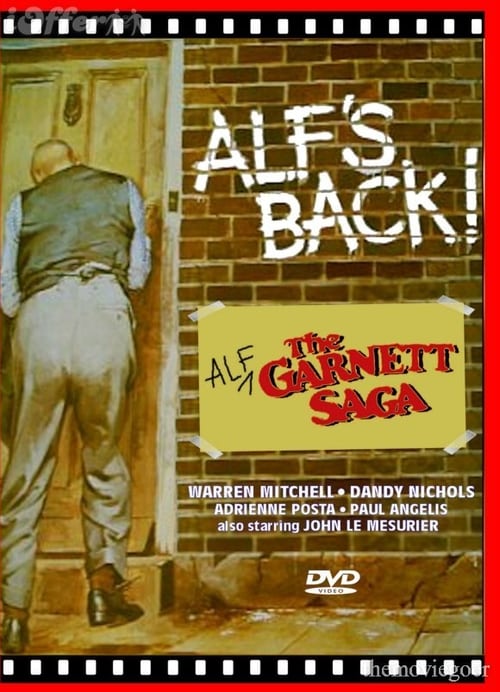 iOffer
ALF'S
BACK!
The
ALF GARNETT
SAGA
WARREN MITCHELL • DANDY NICHOLS
ADRIENNE POSTA • PAUL ANGELIS
also starring JOHN LE MESURIER
DVD
VIDEO
themoviegoer